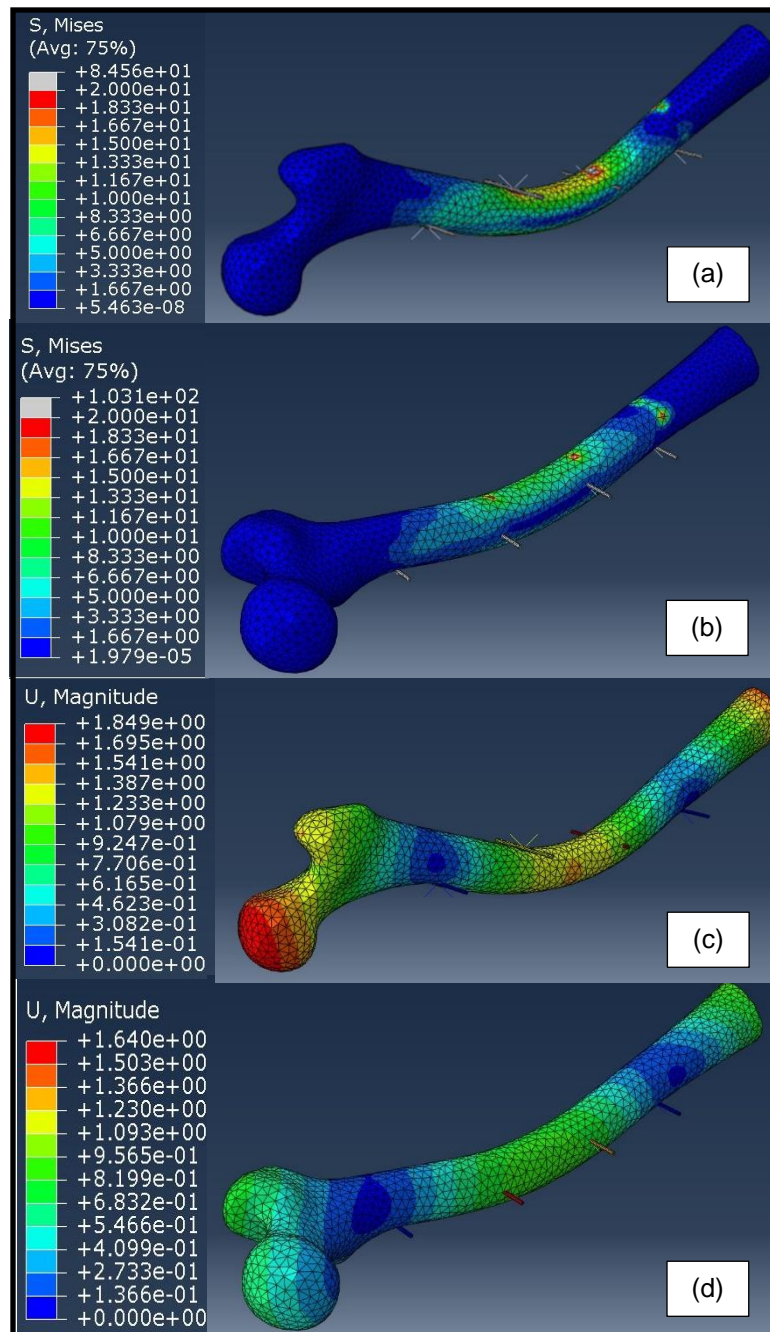 S, Mises
(Avg: 75%)
+8.456e+01
+2.000e+01
+1.833e+01
+1.667e+01
+1.500e+01
+1.333e+01
+1.167e+01
+1.000e+01
+8.333e+00
+6.667e+00
+5.000e+00
+3.333e+00
+1.667e+00
+5.463e-08
(a)
S, Mises
(Avg: 75%)
+1.031e+02
+2.000e+01
+1.833e+01
+1.667e+01
+1.500e+01
+1.333e+01
+1.167e+01
+1.000e+01
+8.333e+00
+6.667e+00
+5.000e+00
+3.333e+00
+1.667e+00
+1.979e-05
(b)
U, Magnitude
+1.849e+00
+1.695e+00
+1.541e+00
+1.387e+00
+1.233e+00
+1.079e+00
+9.247e-01
+7.706e-01
+6.165e-01
+4.623e-01
+3.082e-01
+1.541e-01
+0.000e+00
(c)
U, Magnitude
+1.640e+00
+1.503e+00
+1.366e+00
+1.230e+00
+1.093e+00
+9.565e-01
+8.199e-01
+6.832e-01
+5.466e-01
+4.099e-01
+2.733e-01
+1.366e-01
+0.000e+00
(d)